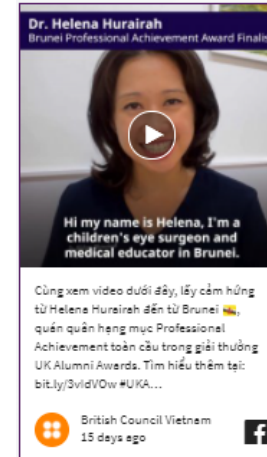 Dr. Helena Hurairah
Brunei Professional Achievement Award Finalis
Hi my name is Helena, I'm a
children's eye surgeon and
medical educator in Brunei.
Cùng xem video dưới đây, lấy cảm hứng
từ Helena Hurairah đến từ Brunei 🇧🇳,
quán quân hạng mục Professional
Achievement toàn cầu trong giải thưởng
UK Alumni Awards. Tìm hiểu thêm tại:
bit.ly/3vIdVOw #UKA...
British Council Vietnam
15 days ago